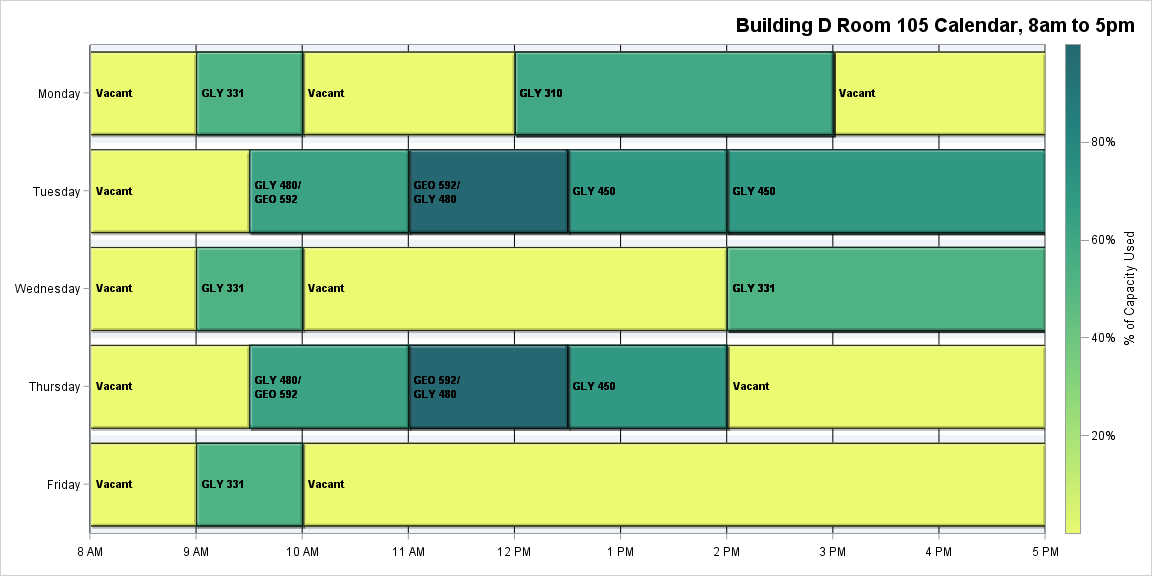 Building D Room 105 Calendar, 8am to 5pm
Monday
Vacant
GLY 331
Vacant
GLY 310
Vacant
Tuesday
Vacant
GLY 480/
GEO 592
GEO 592/
GLY 480
GLY 450
GLY 450
Wednesday
Vacant
GLY 331
Vacant
GLY 331
Thursday
Vacant
GLY 480/
GEO 592
GEO 592/
GLY 480
GLY 450
Vacant
Friday
Vacant
GLY 331
Vacant
8 AM
9 AM
10 AM
11 AM
12 PM
1 PM
2 PM
3 PM
4 PM
5 PM
80%
60%
40%
20%
% of Capacity Used